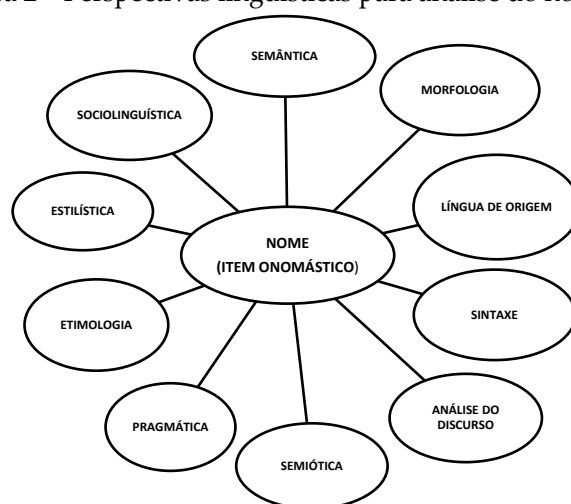 2 – Perspectivas linguísticas para análise do
SEMÂNTICA
MORFOLOGIA
SOCIOLINGUÍSTICA
LÍNGUA DE ORIGEM
ESTILÍSTICA
NOME
(ITEM ONOMÁSTICO)
SINTAXE
ETIMOLOGIA
ANÁLISE DO
DISCURSO
PRAGMÁTICA
SEMIÓTICA